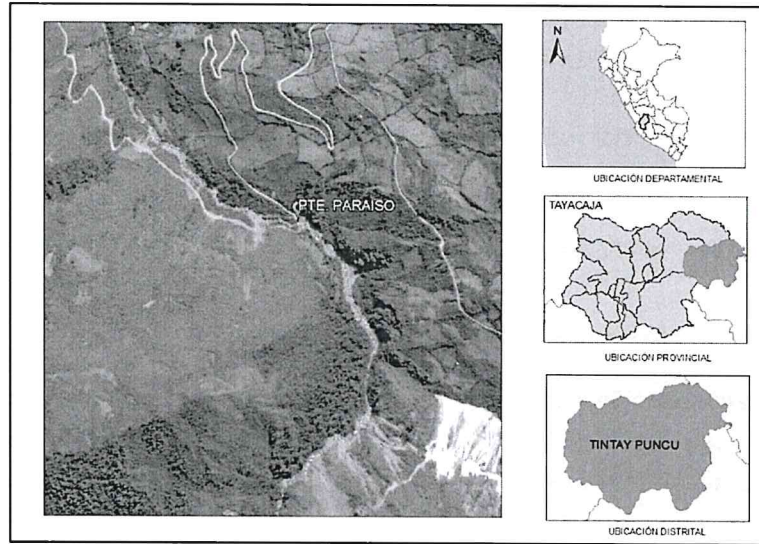 PTE. PARAISO
N
UBICACIÓN DEPARTAMENTAL
TAYACAJA
UBICACIÓN PROVINCIAL
TINTAY PUNCU
UBICACIÓN DISTRITAL